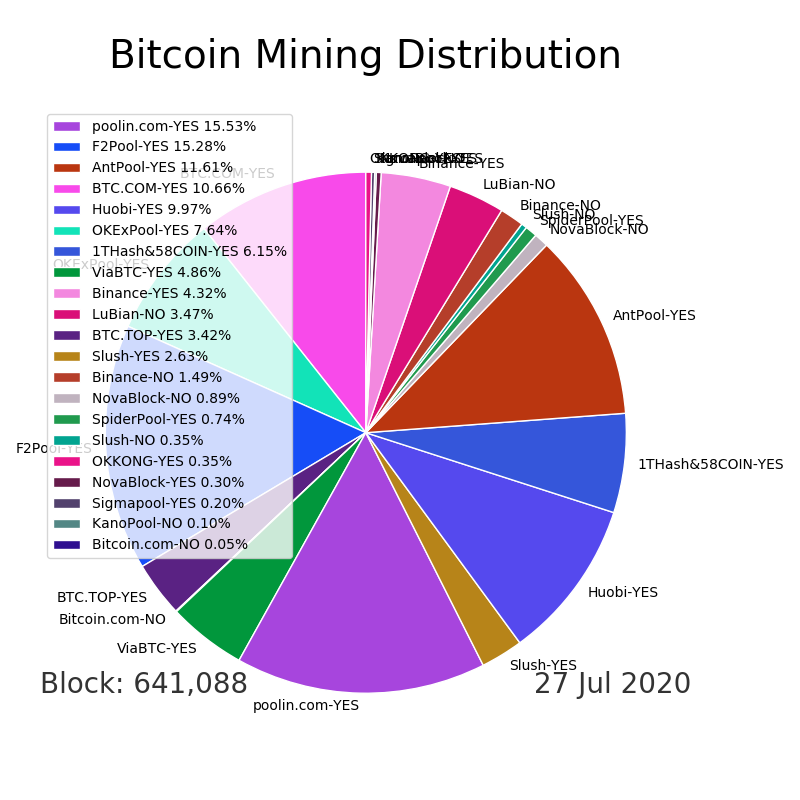 Bitcoin Mining Distribution
poolin.com-YES 15.53%
F2Pool-YES 15.28%
AntPool-YES 11.61%
BTC.COM-YES 10.66%
Huobi-YES 9.97%
OKExPool-YES 7.64%
1THash&58COIN-YES 6.15%
ViaBTC-YES 4.86%
Binance-YES 4.32%
LuBian-NO 3.47%
BTC.TOP-YES 3.42%
Slush-YES 2.63%
Binance-NO 1.49%
NovaBlock-NO 0.89%
SpiderPool-YES 0.74%
Slush-NO 0.35%
OKKONG-YES 0.35%
NovaBlock-YES 0.30%
Sigmapool-YES 0.20%
KanoPool-NO 0.10%
Bitcoin.com-NO 0.05%
Binance-YES
LuBian-NO
Binance-NO
Slush-NO
SpiderPool-YES
NovaBlock-NO
AntPool-YES
1THash&58COIN-YES
Huobi-YES
Slush-YES
poolin.com-YES
ViaBTC-YES
Bitcoin.com-NO
BTC.TOP-YES
F2Pool-YES
OKExPool-YES
BTC.COM-YES
Block: 641,088
27 Jul 2020